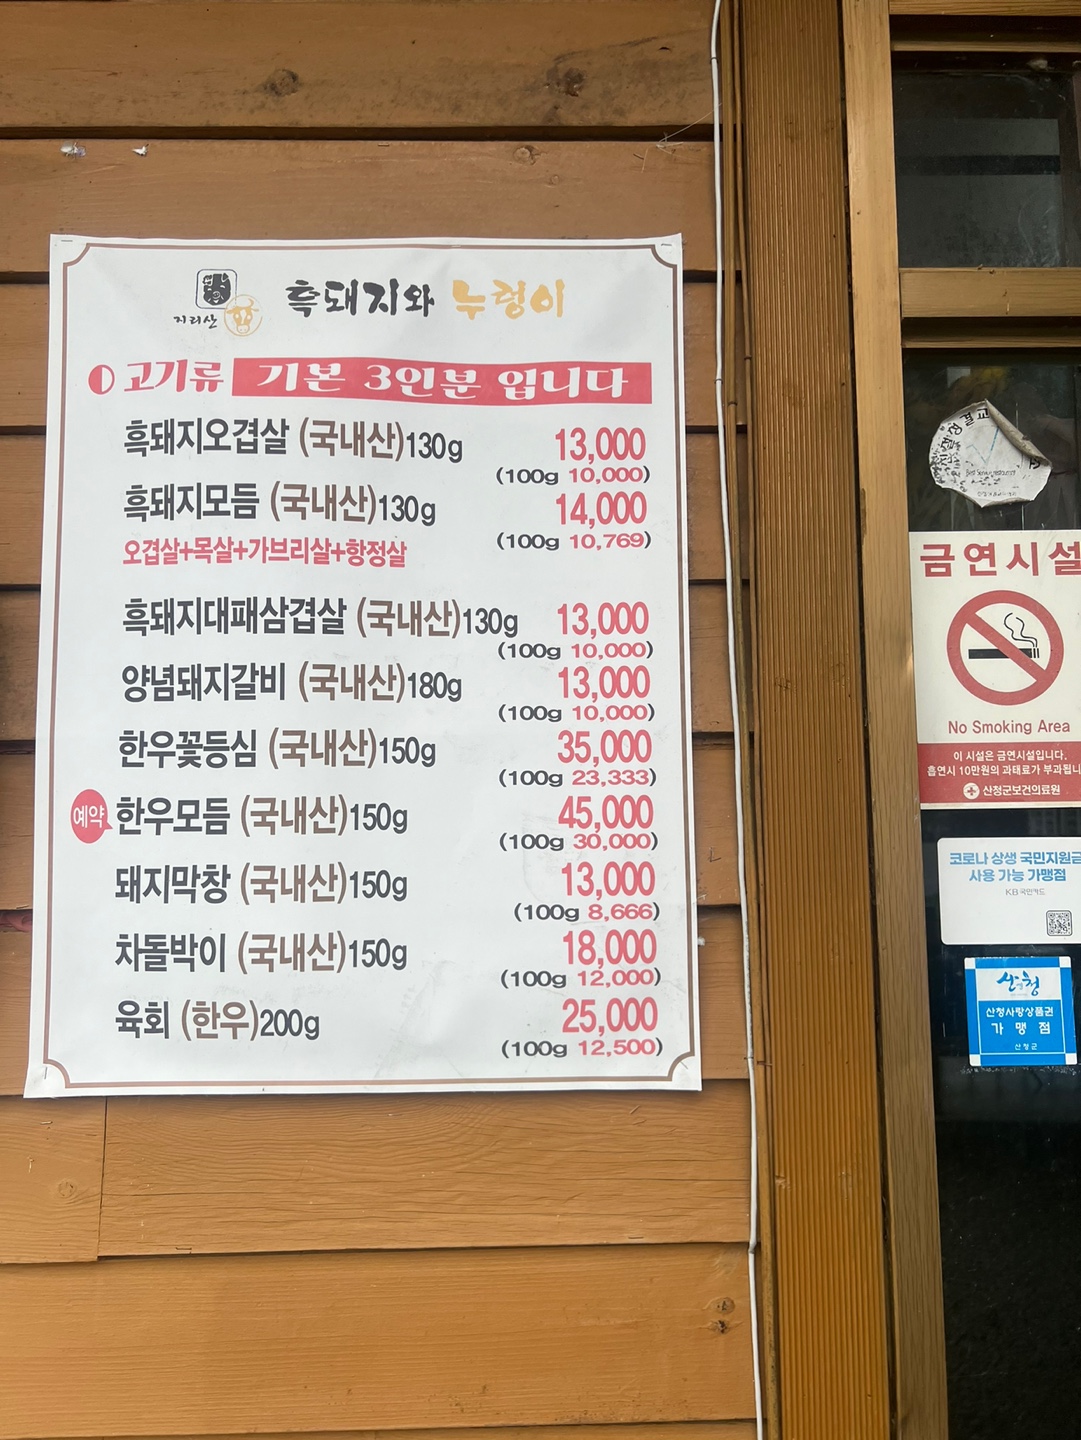 지리산
흑돼지와 누렁이
고기류 기본 3인분 입니다
흑돼지오겹살 (국내산)130g 13,000
(100g 10,000)
흑돼지모듬 (국내산)130g 14,000
오겹살+목살+가브리살+항정살 (100g 10,769)
흑돼지대패삼겹살 (국내산)130g 13,000
(100g 10,000)
양념돼지갈비 (국내산)180g 13,000
(100g 10,000)
한우꽃등심 (국내산)150g 35,000
(100g 23,333)
예약 한우모듬 (국내산)150g 45,000
(100g 30,000)
돼지막창 (국내산)150g 13,000
(100g 8,666)
차돌박이 (국내산)150g 18,000
(100g 12,000)
육회 (한우)200g 25,000
(100g 12,500)
금연시설
No Smoking Area
이 시설은 금연시설입니다.
흡연시 10만원의 과태료가 부과됩니
산청군보건의료원
코로나 상생 국민지원금
사용 가능 가맹점
KB국민카드
산청
산청사랑상품권
가맹점
산청군